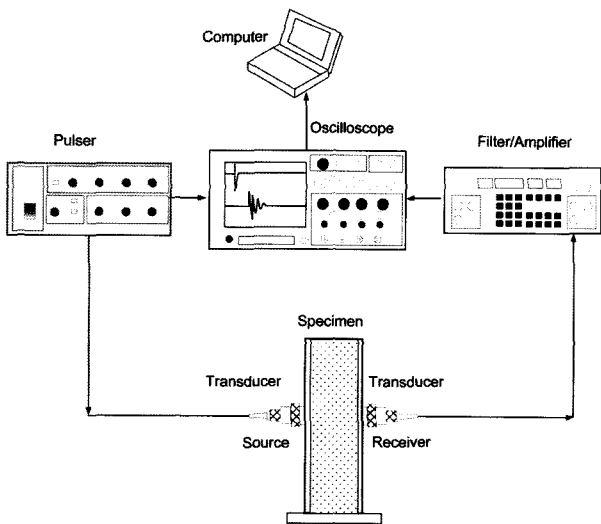 Computer
Pulser
Oscilloscope
Filter/Amplifier
Specimen
Transducer
Transducer
Source
Receiver